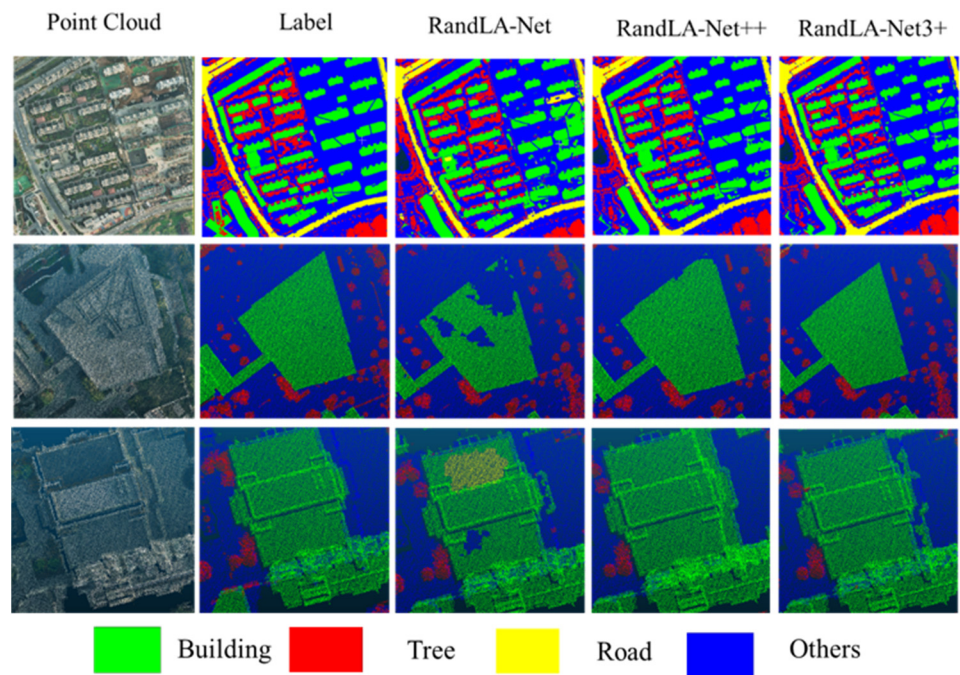 Point Cloud Label RandLA-Net RandLA-Net++ RandLA-Net3+
Building Tree Road Others